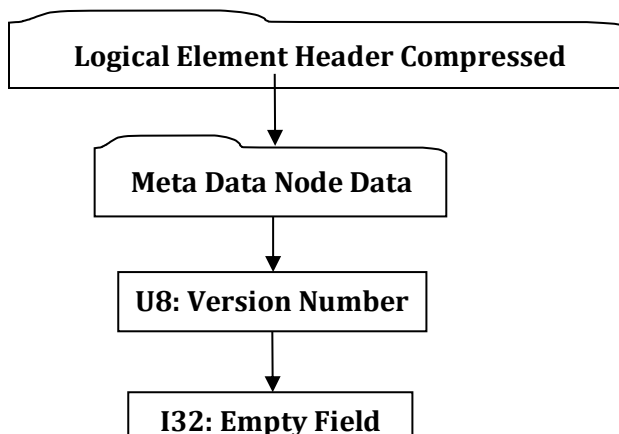 Logical Element Header Compressed
Meta Data Node Data
U8: Version Number
I32: Empty Field